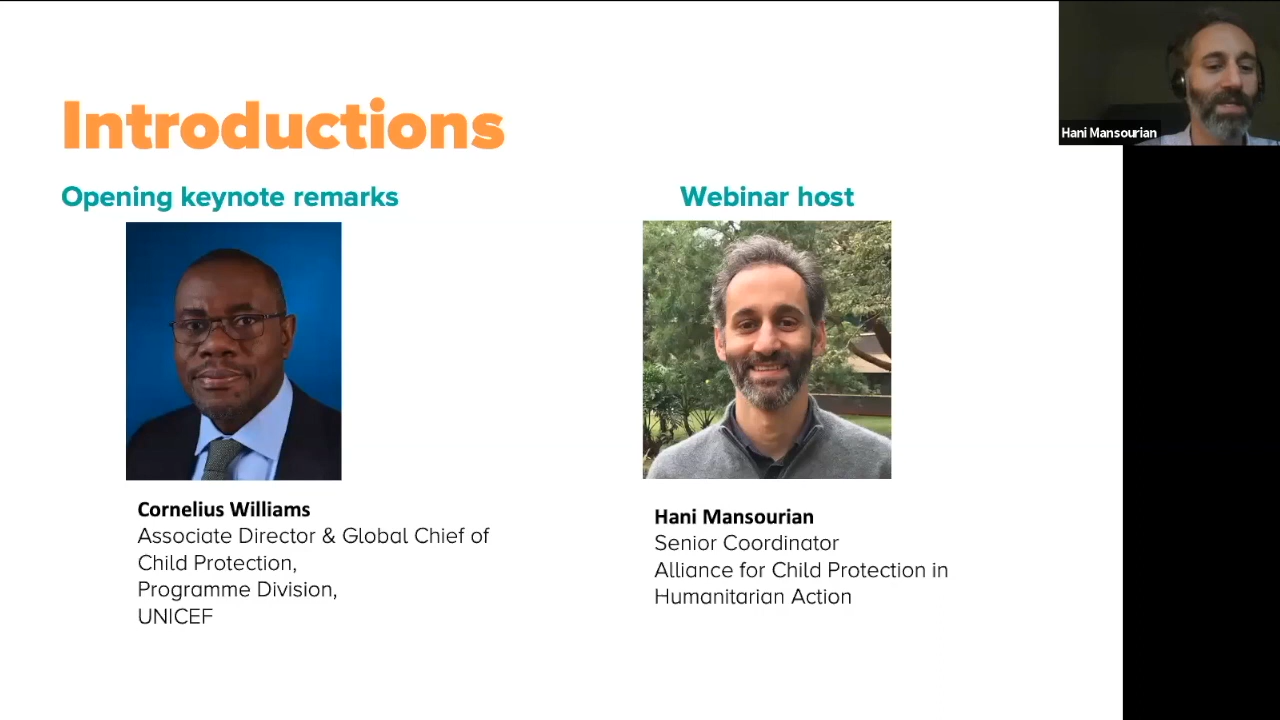 Introductions
Opening keynote remarks
Cornelius Williams
Associate Director & Global Chief of
Child Protection,
Programme Division,
UNICEF
Webinar host
Hani Mansourian
Senior Coordinator
Alliance for Child Protection in
Humanitarian Action
Hani Mansourian